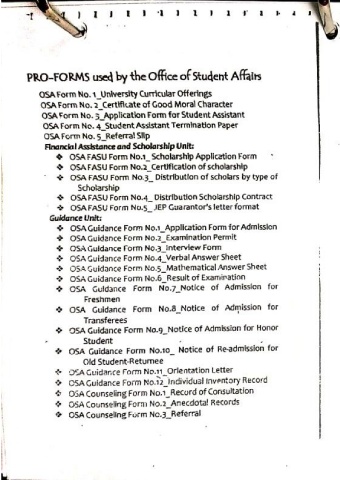 PRO-FORMS used by the Office of Student Affairs
OSA Form No. 1_University Curricular Offerings
OSA Form No. 2_Certificate of Good Moral Character
OSA Form No. 3_Application Form for Student Assistant
OSA Form No. 4_Student Assistant Termination Paper
OSA Form No. 5_Referral Slip
Financial Assistance and Scholarship Unit:
❖ OSA FASU Form No.1_ Scholarship Application Form
❖ OSA FASU Form No.2_Certification of scholarship
❖ OSA FASU Form No.3_ Distribution of scholars by type of
Scholarship
❖ OSA FASU Form No.4_ Distribution Scholarship Contract
❖ OSA FASU Form No.5_ JEP Guarantor's letter format
Guidance Unit:
❖ OSA Guidance Form No.1_Application Form for Admission
❖ OSA Guidance Form No.2_Examination Permit
❖ OSA Guidance Form No.3_Interview Form
❖ OSA Guidance Form No.4_Verbal Answer Sheet
❖ OSA Guidance Form No.5_Mathematical Answer Sheet
❖ OSA Guidance Form No.6_Result of Examination
❖ OSA Guidance Form No.7_Notice of Admission for
Freshmen
❖ OSA Guidance Form No.8_Notice of Admission for
Transferees
❖ OSA Guidance Form No.9_Notice of Admission for Honor
Student
❖ OSA Guidance Form No.10_ Notice of Re-admission for
Old Student-Returnee
❖ OSA Guidance Form No.11_Orientation Letter
❖ OSA Guidance Form No.12_Individual Inventory Record
❖ OSA Counseling Form No.1_Record of Consultation
❖ OSA Counseling Form No.2_Anecdotal Records
❖ OSA Counseling Form No.3_Referral